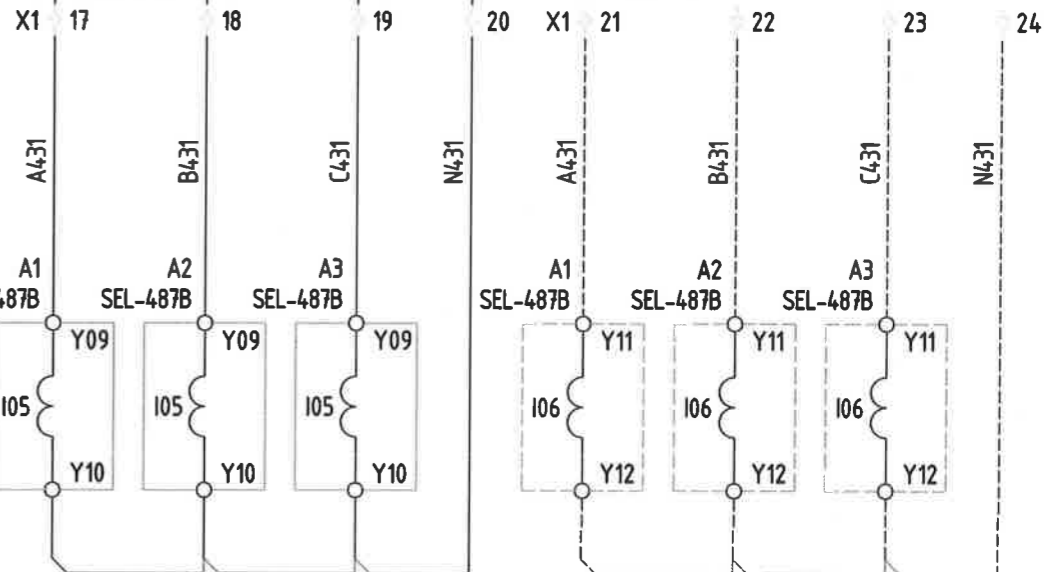 X1 17 18 19 20 X1 21 22 23 24
A431 B431 C431 N431 A431 B431 C431 N431
A1 A2 A3 A1 A2 A3
487B SEL-487B SEL-487B SEL-487B SEL-487B SEL-487B
Y09 Y09 Y09 Y11 Y11 Y11
I05 I05 I05 I06 I06 I06
Y10 Y10 Y10 Y12 Y12 Y12